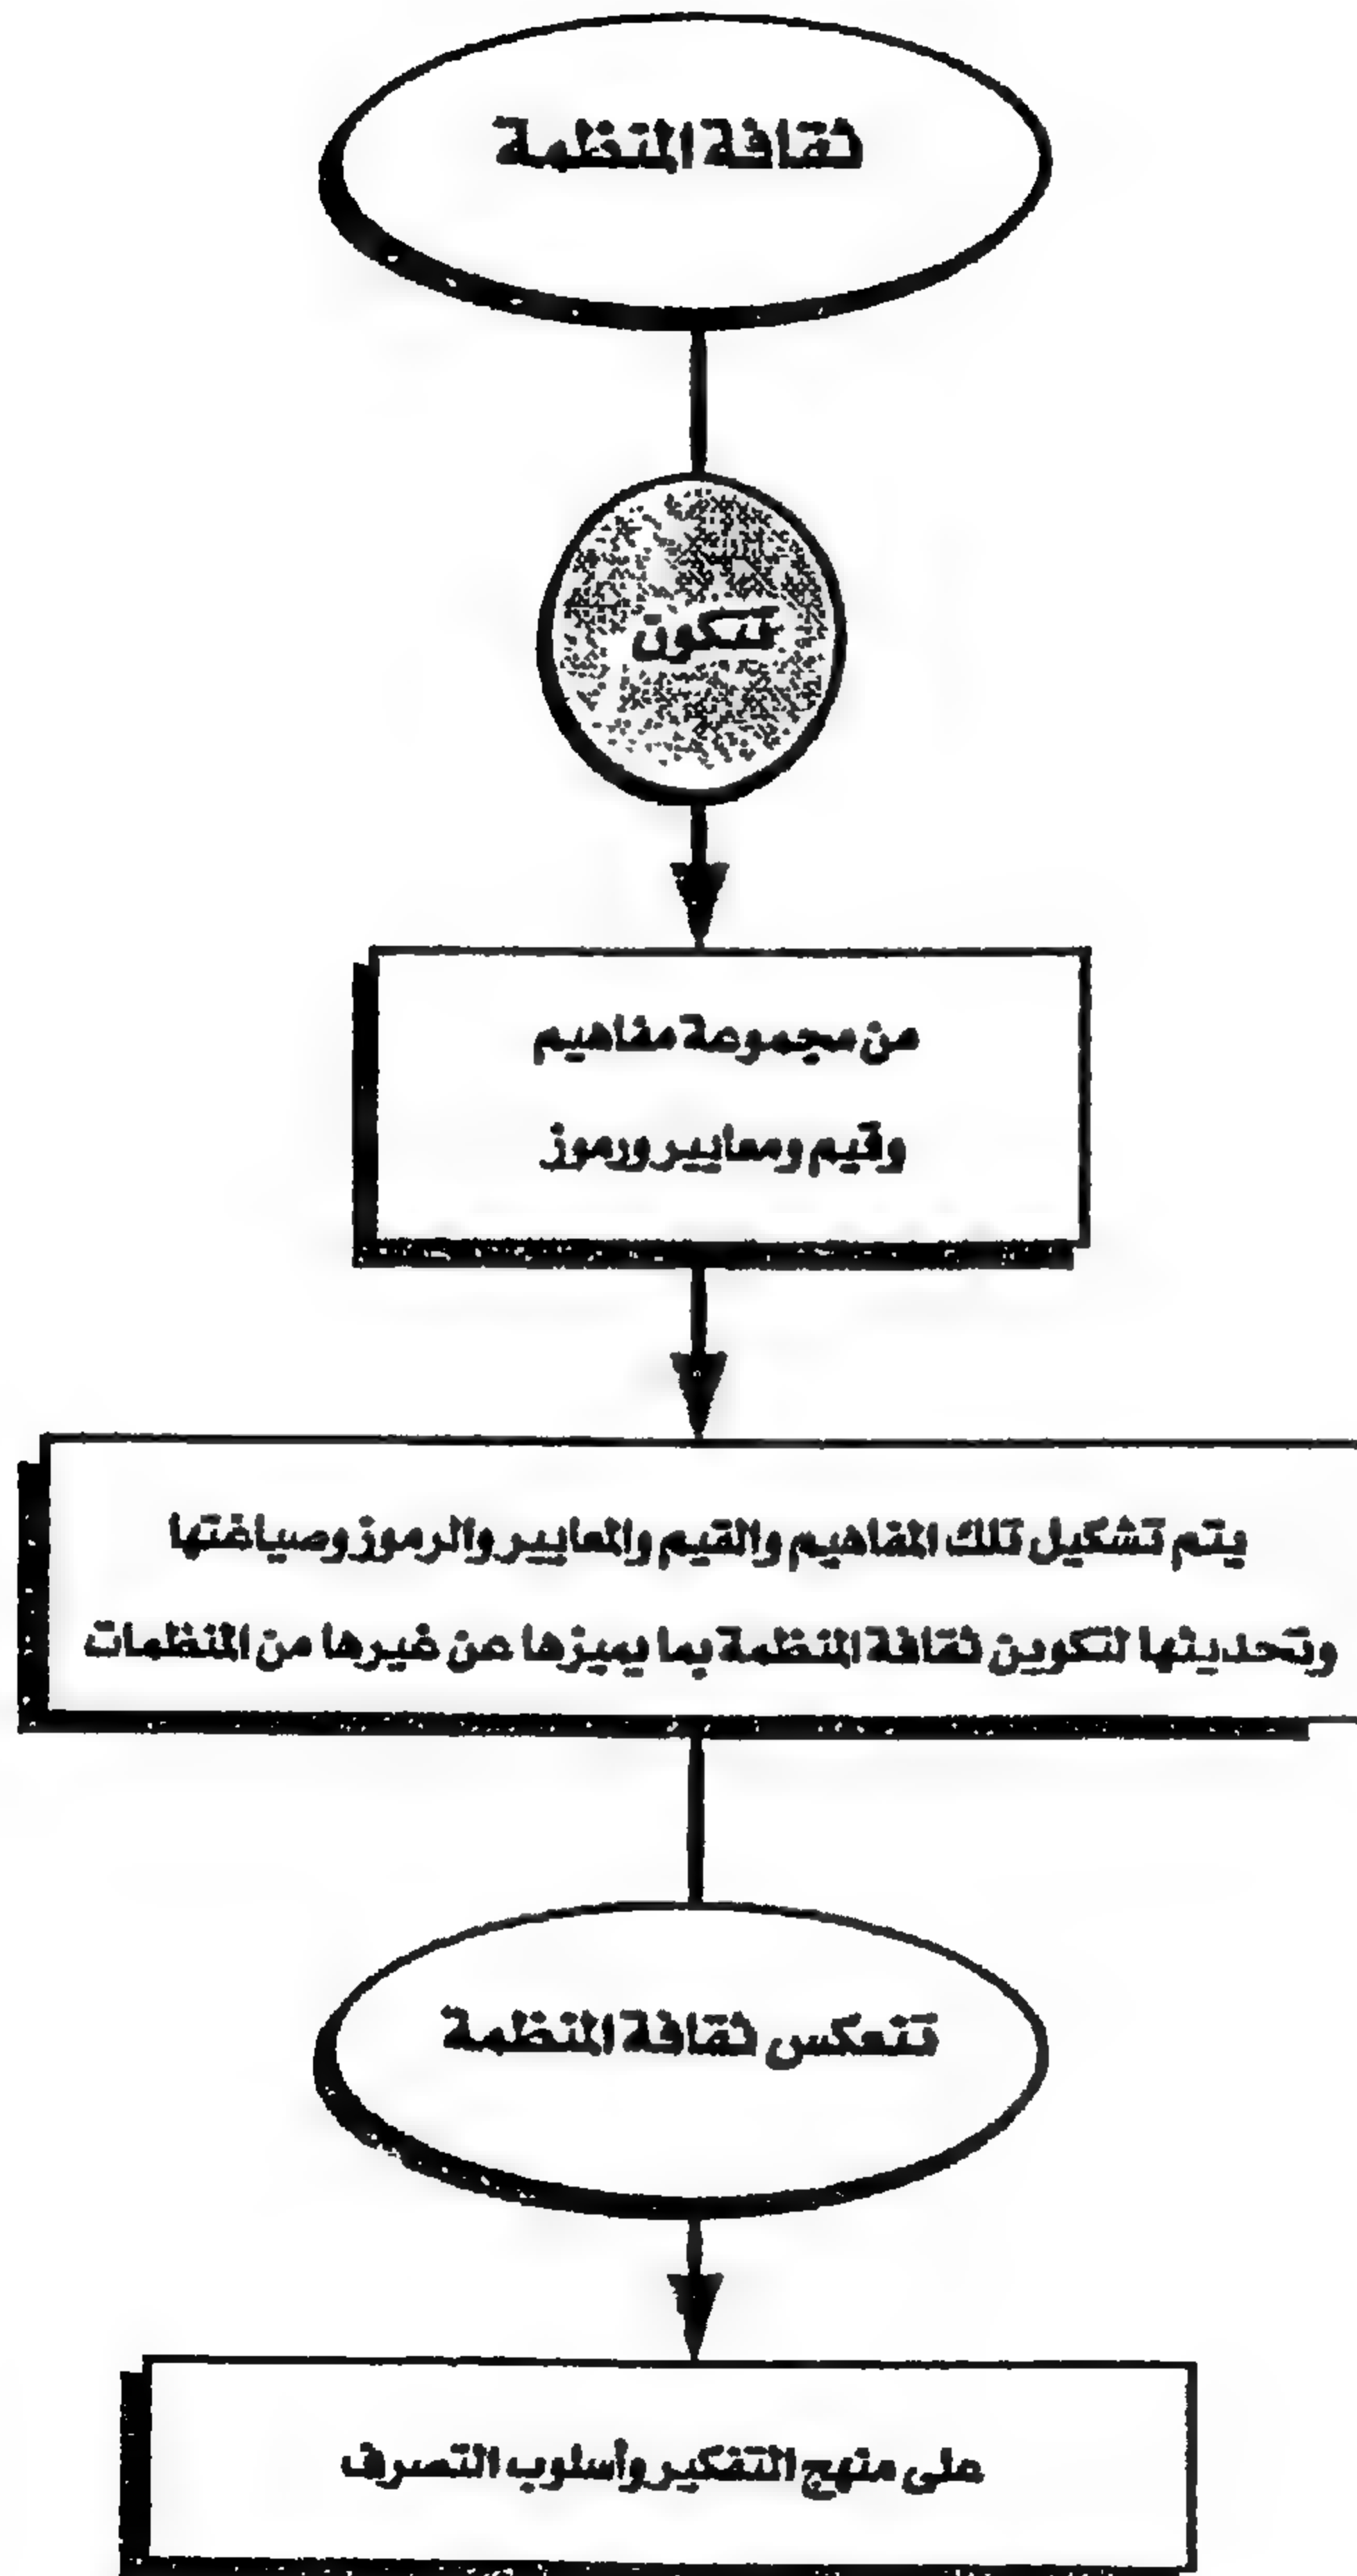 ثقافة المنظمة
تتكون
من مجموعة مفاهيم
وقيم ومعايير ورموز
يتم تشكيل تلك المفاهيم والقيم والمعايير والرموز وصياغتها
وتحديثها لتكوين ثقافة المنظمة بما يميزها عن غيرها من المنظمات
تنعكس ثقافة المنظمة
على منهج التفكير وأسلوب التصرف